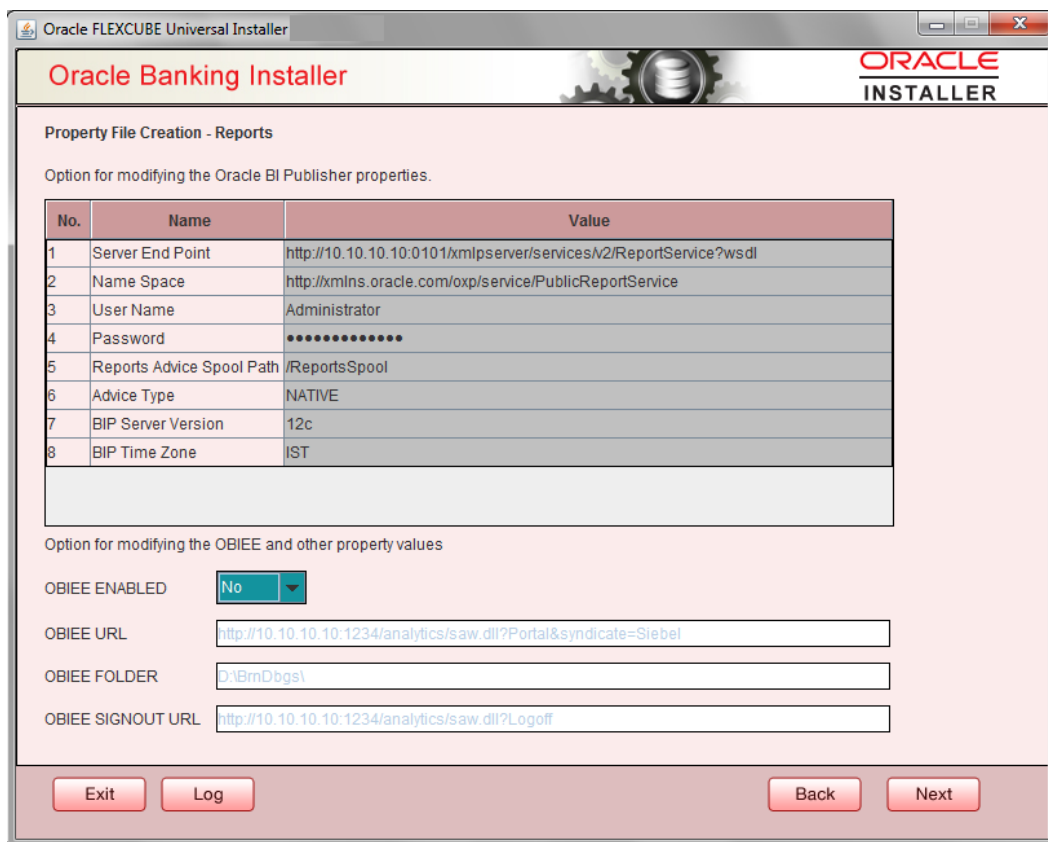 Oracle FLEXCUBE Universal Installer
Oracle Banking Installer
ORACLE
INSTALLER
Property File Creation - Reports
Option for modifying the Oracle BI Publisher properties.
No. Name Value
1 Server End Point http://10.10.10.10:0101/xmlpserver/services/v2/ReportService?wsdl
2 Name Space http://xmlns.oracle.com/oxp/service/PublicReportService
3 User Name Administrator
4 Password •••••••••••••
5 Reports Advice Spool Path /ReportsSpool
6 Advice Type NATIVE
7 BIP Server Version 12c
8 BIP Time Zone IST
Option for modifying the OBIEE and other property values
OBIEE ENABLED No
OBIEE URL http://10.10.10.10:1234/analytics/saw.dll?Portal&syndicate=Siebel
OBIEE FOLDER D:\BrnDbgs\
OBIEE SIGNOUT URL http://10.10.10.10:1234/analytics/saw.dll?Logoff
Exit Log Back Next